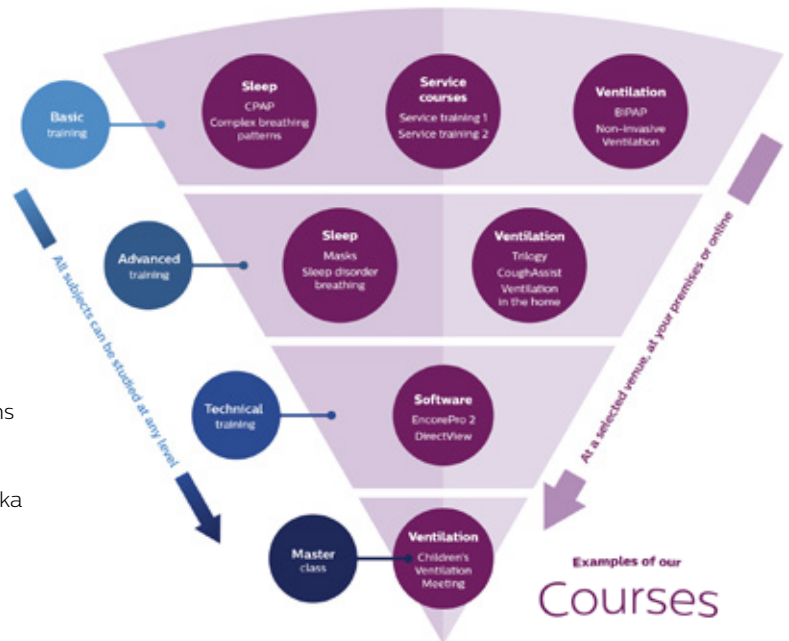 Basic
training
Sleep
CPAP
Complex breathing
patterns
Service
courses
Service training 1
Service training 2
Ventilation
BIPAP
Non-invasive
Ventilation
Advanced
training
Sleep
Masks
Sleep disorder
breathing
Ventilation
Trilogy
CoughAssist
Ventilation
in the home
All subjects can be studied at any level
At a selected venue, at your premises or online
Technical
training
Software
EncorePro 2
DirectView
ns
ka
Master
class
Ventilation
Children's
Ventilation
Meeting
Examples of our
Courses